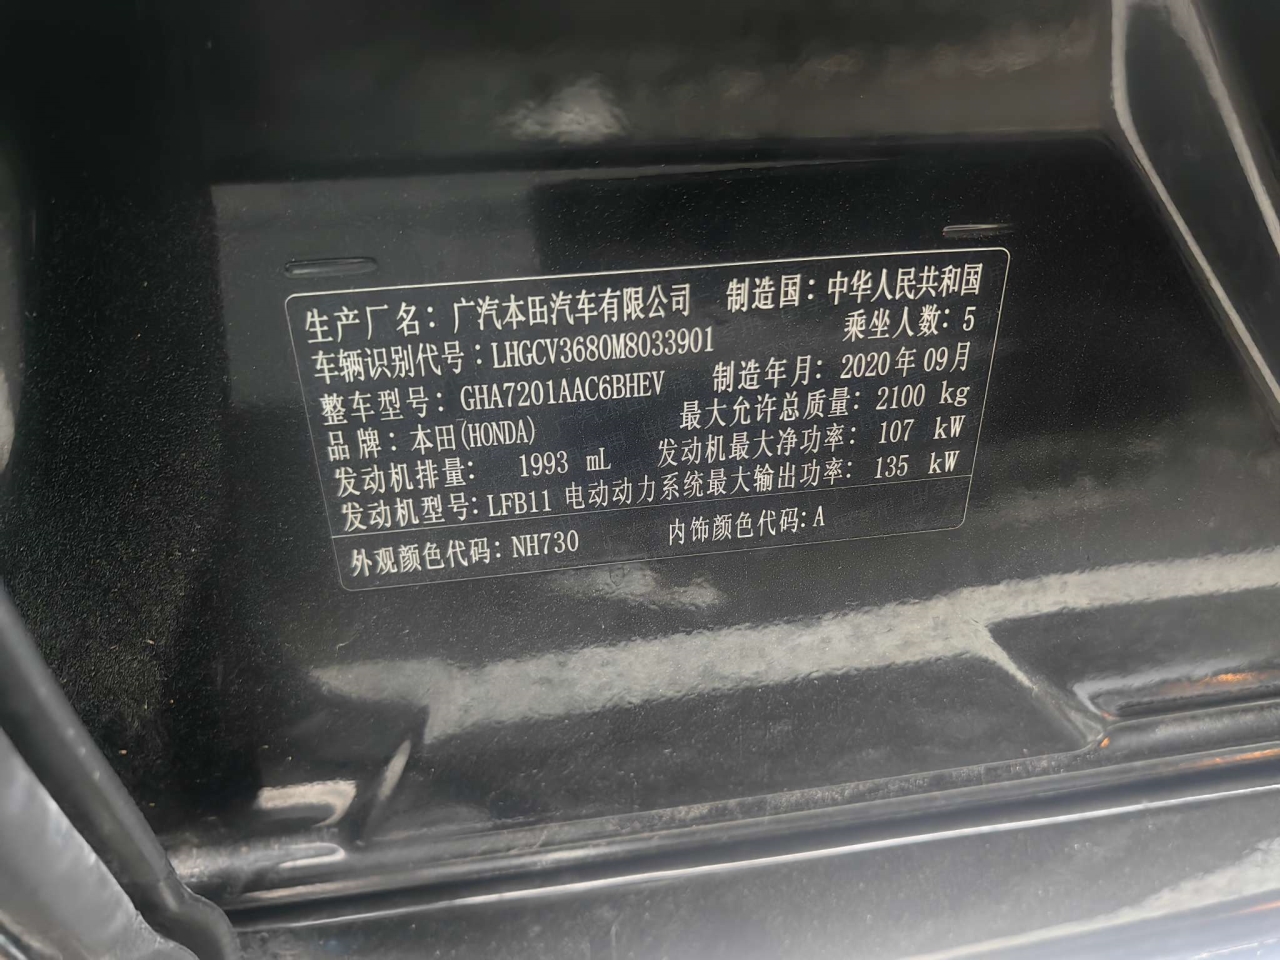 生产厂名：广汽本田汽车有限公司 制造国：中华人民共和国
车辆识别代号：LHGCV3680M8033901 乘坐人数：5
整车型号：GHA7201AAC6BHEV 制造年月：2020年09月
品牌：本田(HONDA) 最大允许总质量：2100 kg
发动机排量： 1993 mL 发动机最大净功率： 107 kW
发动机型号：LFB11 电动动力系统最大输出功率： 135 kW
外观颜色代码：NH730 内饰颜色代码：A